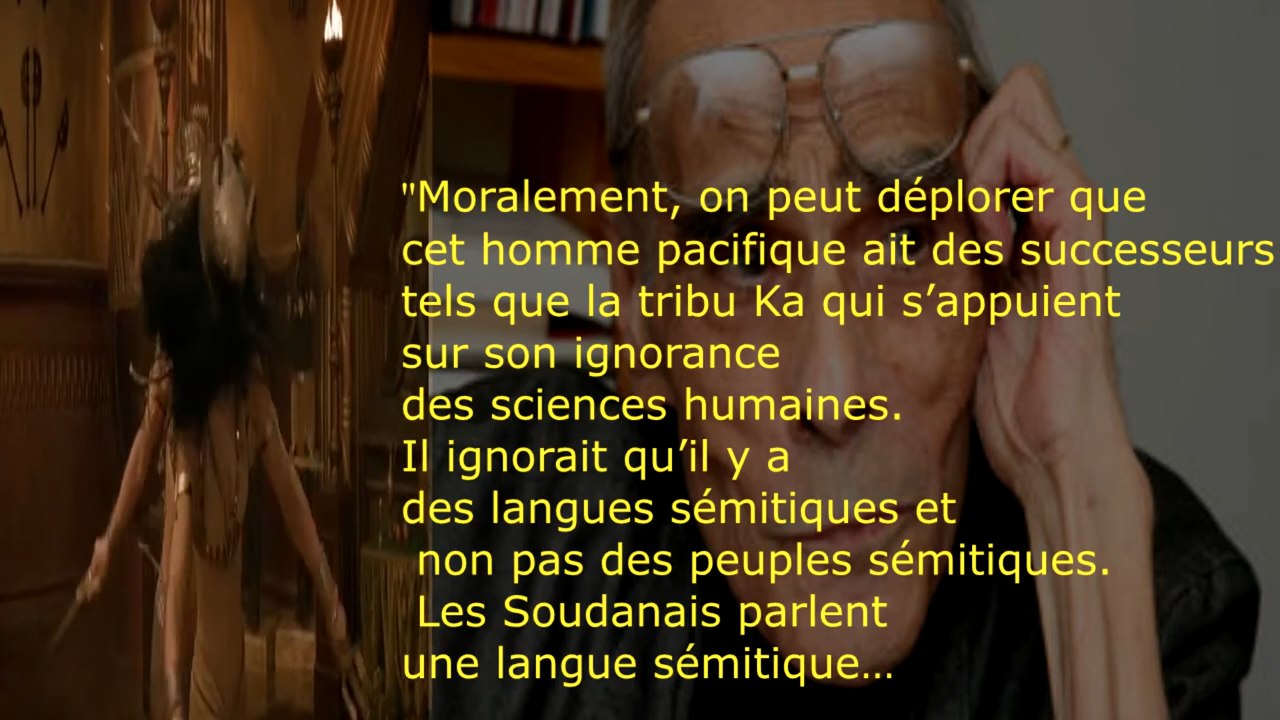 "Moralement, on peut déplorer que
cet homme pacifique ait des successeurs
tels que la tribu Ka qui s’appuient
sur son ignorance
des sciences humaines.
Il ignorait qu’il y a
des langues sémitiques et
non pas des peuples sémitiques.
Les Soudanais parlent
une langue sémitique…